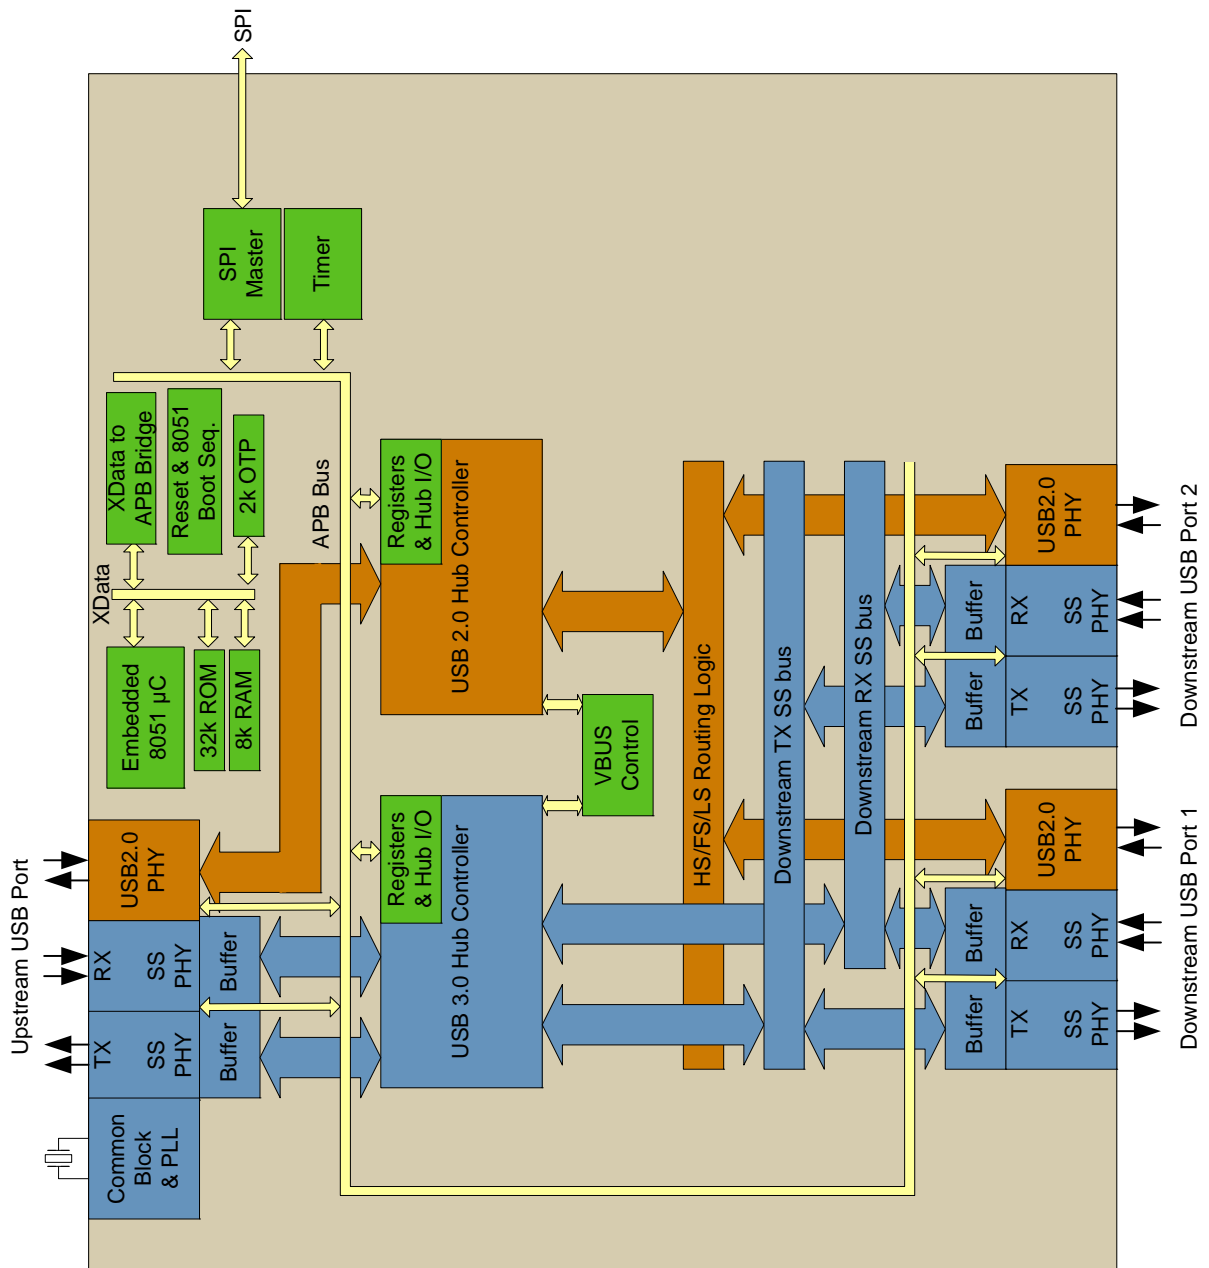 SPI
SPI
Master
Timer
XData to
APB Bridge
Reset & 8051
Boot Seq.
2k OTP
XData
Embedded
8051 µC
32k ROM
8k RAM
APB Bus
Upstream USB Port
USB2.0
PHY
RX
SS
PHY
Buffer
TX
SS
PHY
Buffer
Common
Block
& PLL
Registers
& Hub I/O
USB 2.0 Hub Controller
Registers
& Hub I/O
USB 3.0 Hub Controller
VBUS
Control
HS/FS/LS Routing Logic
Downstream TX SS bus
Downstream RX SS bus
USB2.0
PHY
Buffer
RX
SS
PHY
Buffer
TX
SS
PHY
Downstream USB Port 2
USB2.0
PHY
Buffer
RX
SS
PHY
Buffer
TX
SS
PHY
Downstream USB Port 1